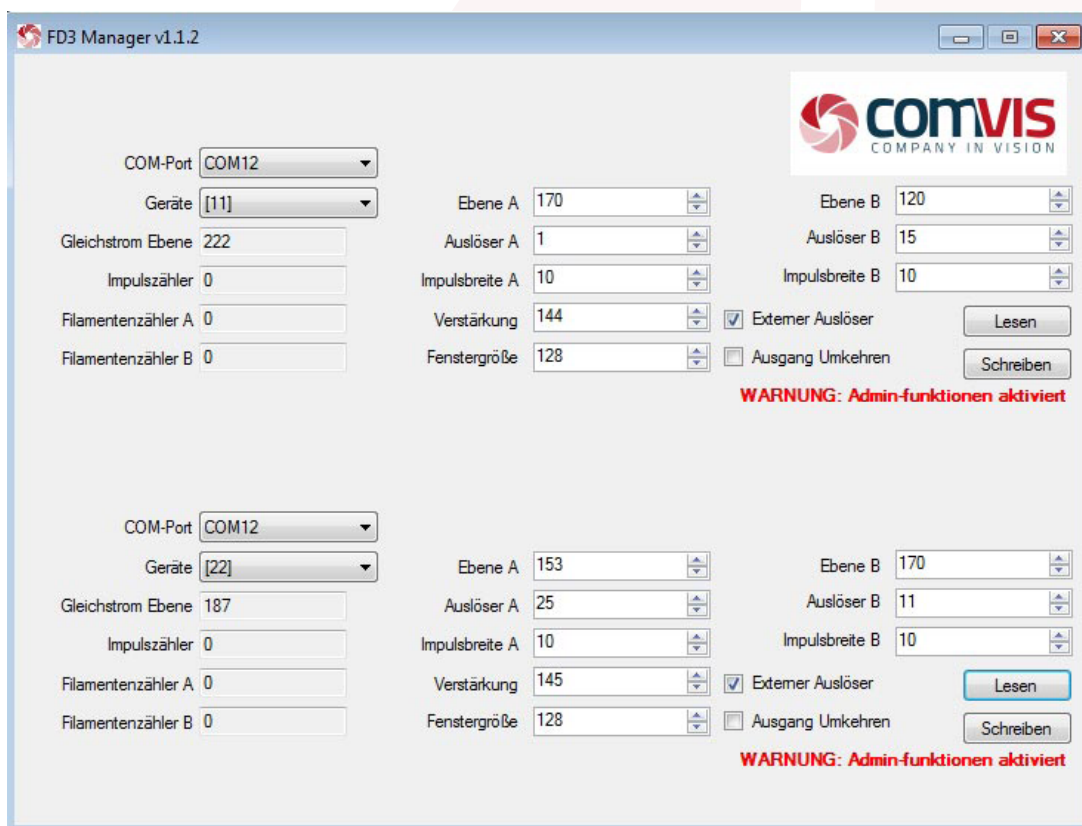 FD3 Manager v1.1.2
COMVIS
COMPANY IN VISION
COM-Port COM12
Geräte [11] Ebene A 170 Ebene B 120
Gleichstrom Ebene 222 Auslöser A 1 Auslöser B 15
Impulszähler 0 Impulsbreite A 10 Impulsbreite B 10
Filamentenzähler A 0 Verstärkung 144 Externer Auslöser Lesen
Filamentenzähler B 0 Fenstergröße 128 Ausgang Umkehren Schreiben
WARNUNG: Admin-funktionen aktiviert
COM-Port COM12
Geräte [22] Ebene A 153 Ebene B 170
Gleichstrom Ebene 187 Auslöser A 25 Auslöser B 11
Impulszähler 0 Impulsbreite A 10 Impulsbreite B 10
Filamentenzähler A 0 Verstärkung 145 Externer Auslöser Lesen
Filamentenzähler B 0 Fenstergröße 128 Ausgang Umkehren Schreiben
WARNUNG: Admin-funktionen aktiviert